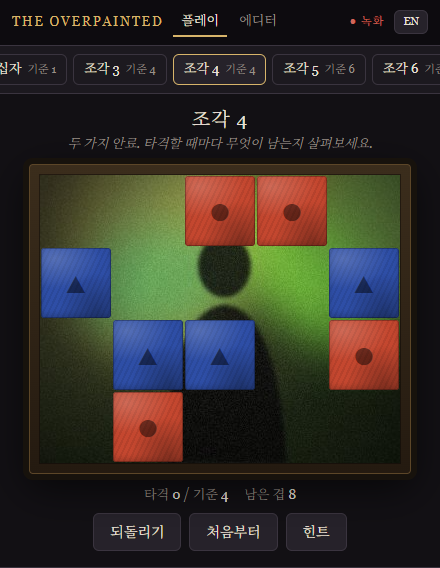 THE OVERPAINTED 플레이 에디터 녹화 EN
십자 기준 1 조각 3 기준 4 조각 4 기준 4 조각 5 기준 6 조각 6
조각 4
두 가지 안료. 타격할 때마다 무엇이 남는지 살펴보세요.
타격 0 / 기준 4 남은 겹 8
되돌리기 처음부터 힌트